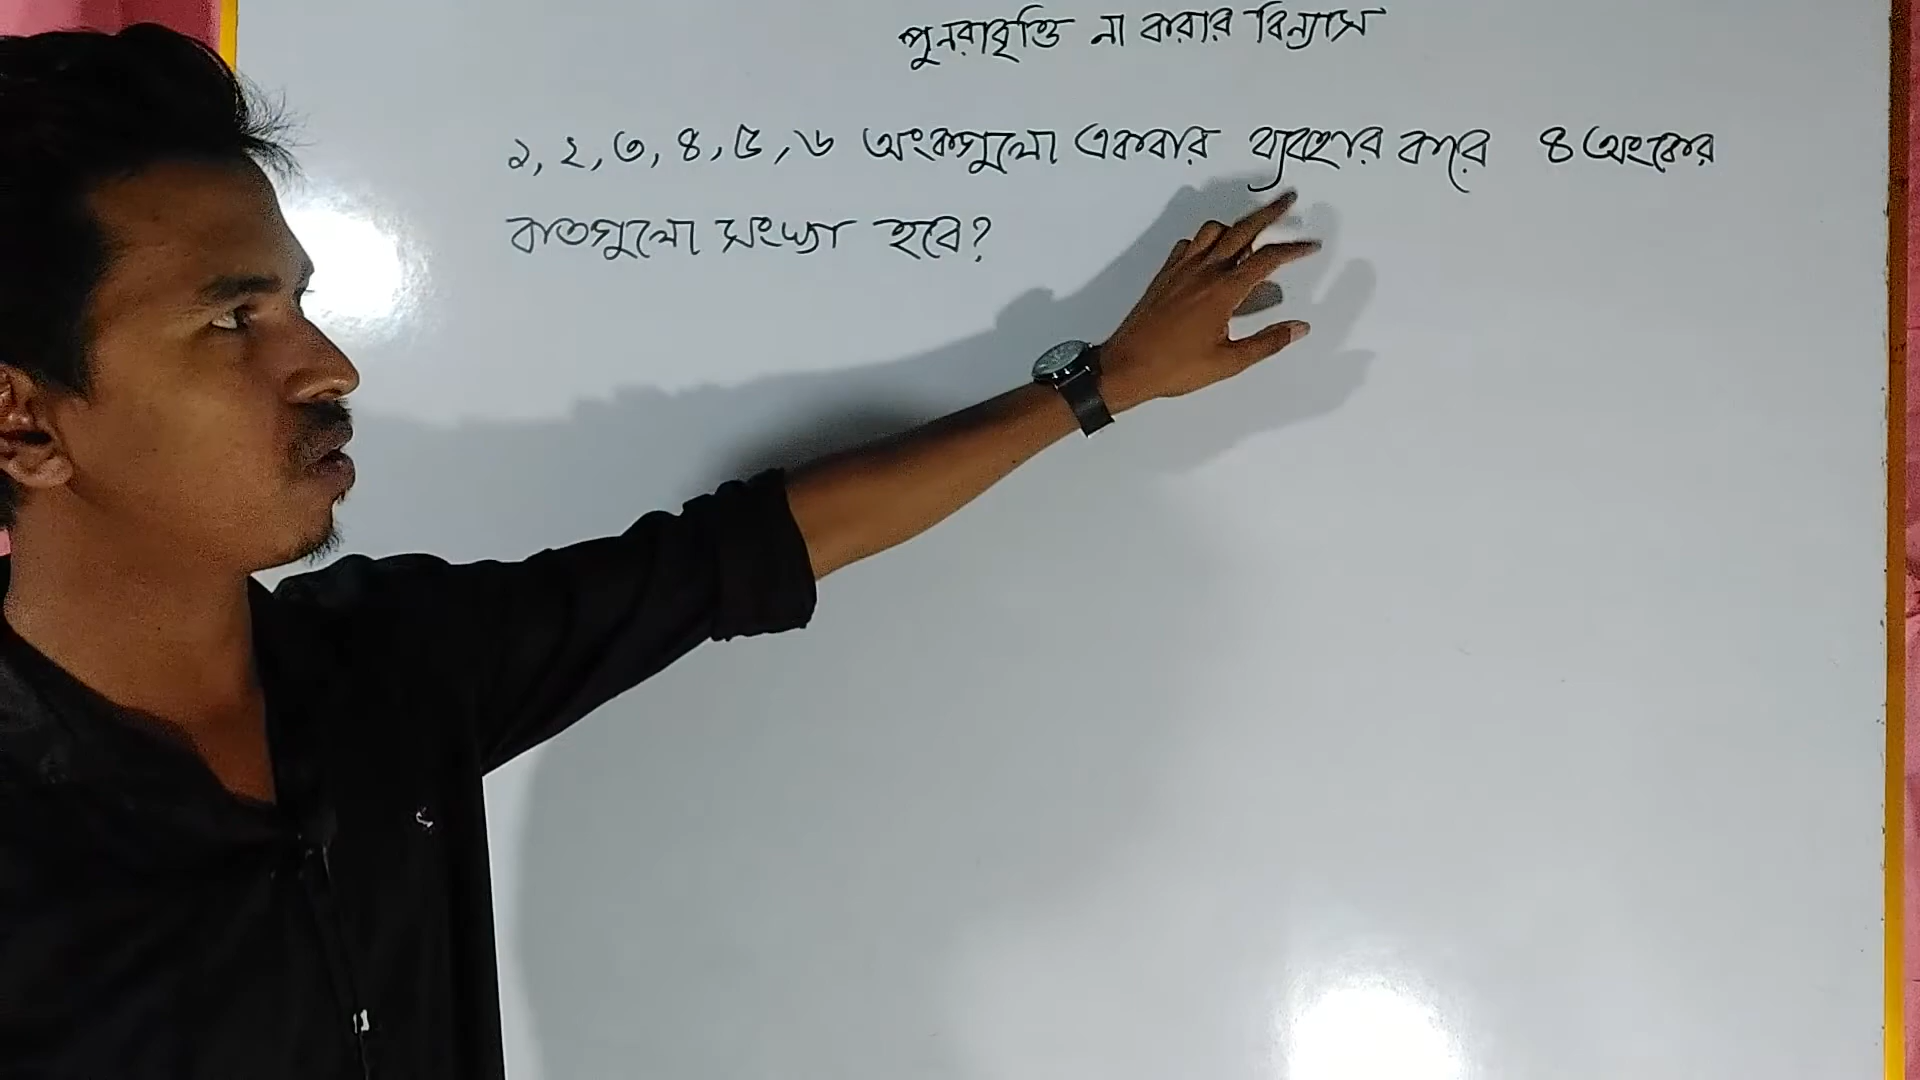 পুনরাবৃত্তি না করার বিন্যাস
১, ২, ৩, ৪, ৫, ৬ অংকগুলো একবার ব্যবহার করে ৪ অংকের
কতগুলো সংখ্যা হবে?